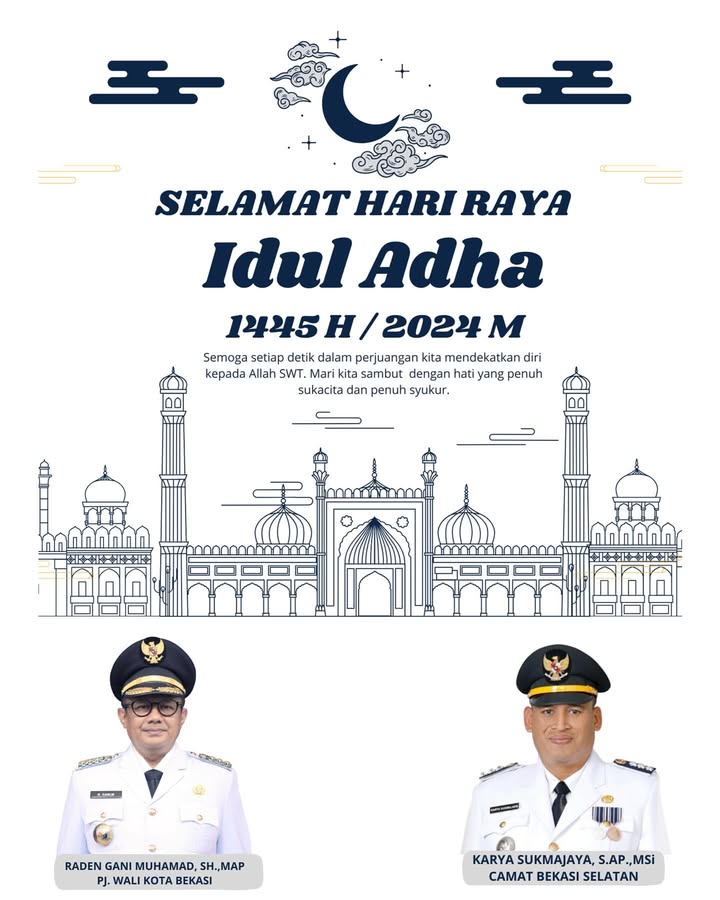 SELAMAT HARI RAYA
Idul Adha
1445 H / 2024 M
Semoga setiap detik dalam perjuangan kita mendekatkan diri
kepada Allah SWT. Mari kita sambut dengan hati yang penuh
sukacita dan penuh syukur.
RADEN GANI MUHAMAD, SH.,MAP
PJ. WALI KOTA BEKASI
KARYA SUKMAJAYA, S.AP.,MSi
CAMAT BEKASI SELATAN